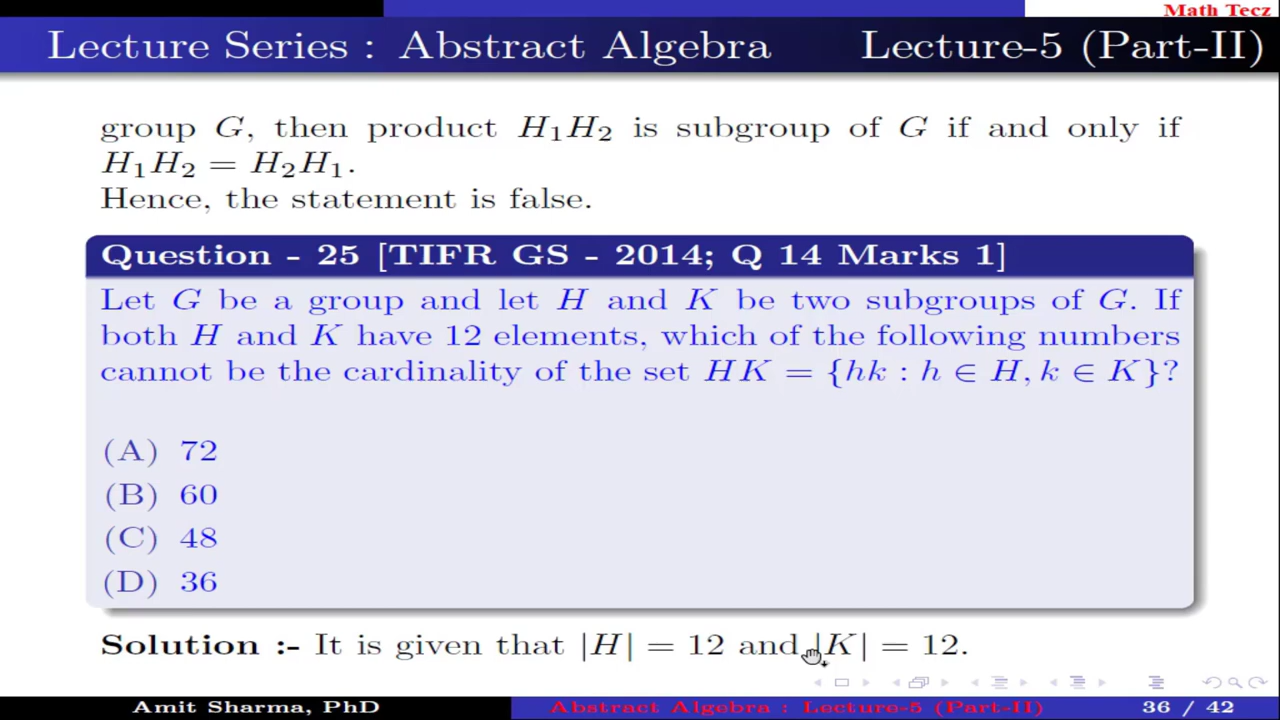 Math Tecz
Lecture Series : Abstract Algebra Lecture-5 (Part-II)
group G, then product H₁H₂ is subgroup of G if and only if
H₁H₂ = H₂H₁.
Hence, the statement is false.
Question - 25 [TIFR GS - 2014; Q 14 Marks 1]
Let G be a group and let H and K be two subgroups of G. If
both H and K have 12 elements, which of the following numbers
cannot be the cardinality of the set HK = {hk : h ∈ H, k ∈ K}?
(A) 72
(B) 60
(C) 48
(D) 36
Solution :- It is given that |H| = 12 and |K| = 12.
Amit Sharma, PhD Abstract Algebra : Lecture-5 (Part-II) 36 / 42